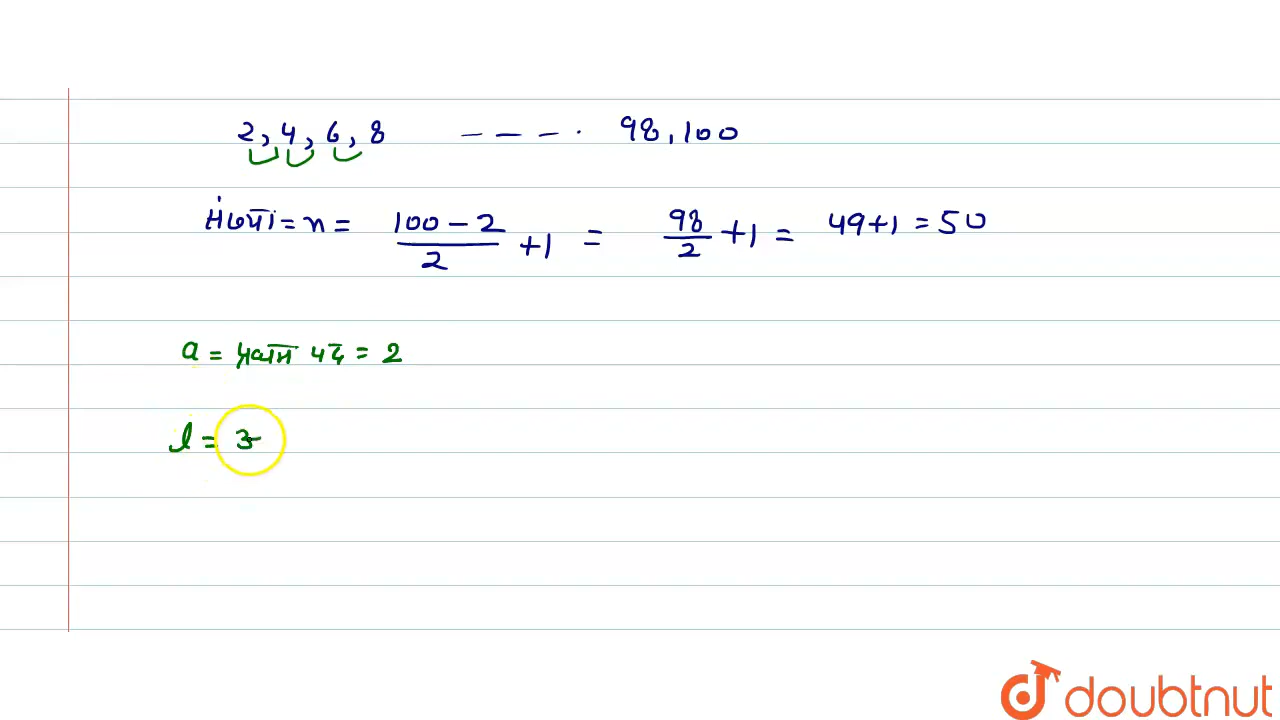 2, 4, 6, 8 - - - . 98, 100
संख्या = n = (100 - 2)/2 + 1 = 98/2 + 1 = 49 + 1 = 50
a = प्रथम पद = 2
l =
doubtnut